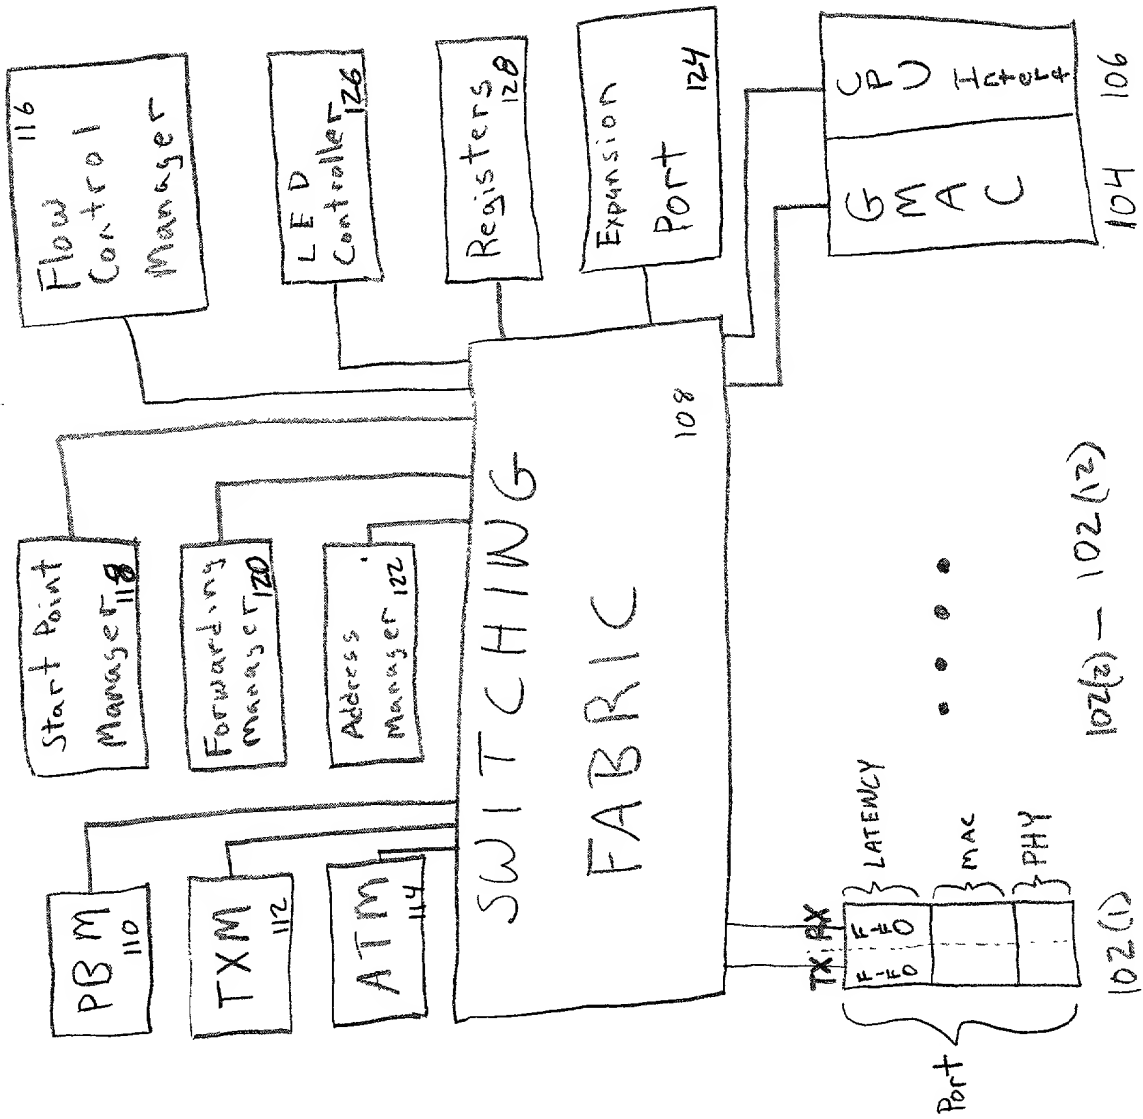 PBM
110
TXM
112
ATM
114
Start Point
Manager
118
Forwarding
Manager
120
Address
Manager
122
Flow
Control
Manager
116
LED
Controller
126
Registers
128
Expansion
Port
124
SWITCHING
FABRIC
108
TX RX
FIFO FIFO
LATENCY
MAC
PHY
Port
102(1)
102(2) — 102(12)
GMAC
104
CPU
Interf
106